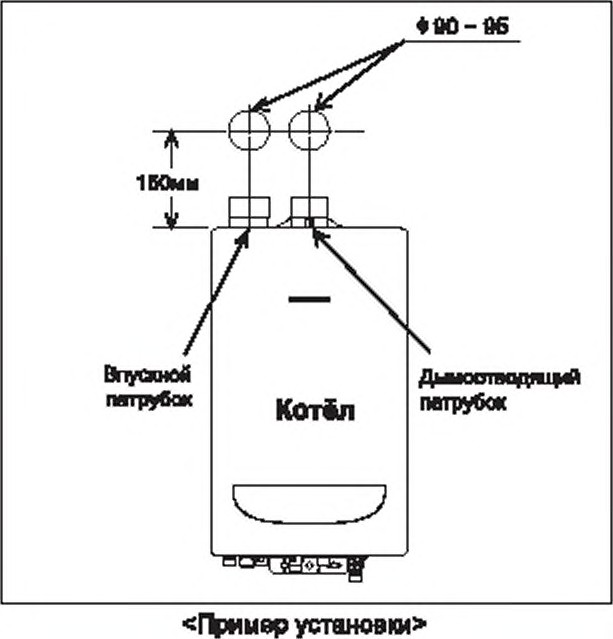 Φ90 – 95
150мм
Впускной
патрубок
Дымоотводящий
патрубок
Котёл
<Пример установки>